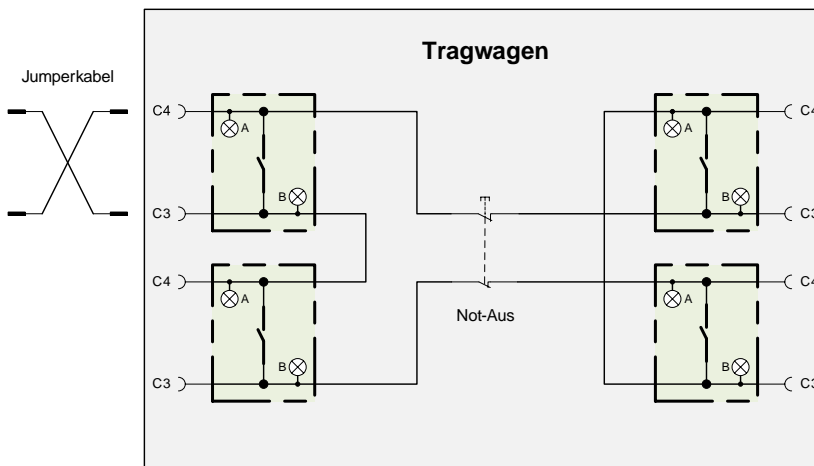 Tragwagen
Jumperkabel
C4 A C4 A
B B
C3 C3
C4 A C4 A
Not-Aus
B B
C3 C3